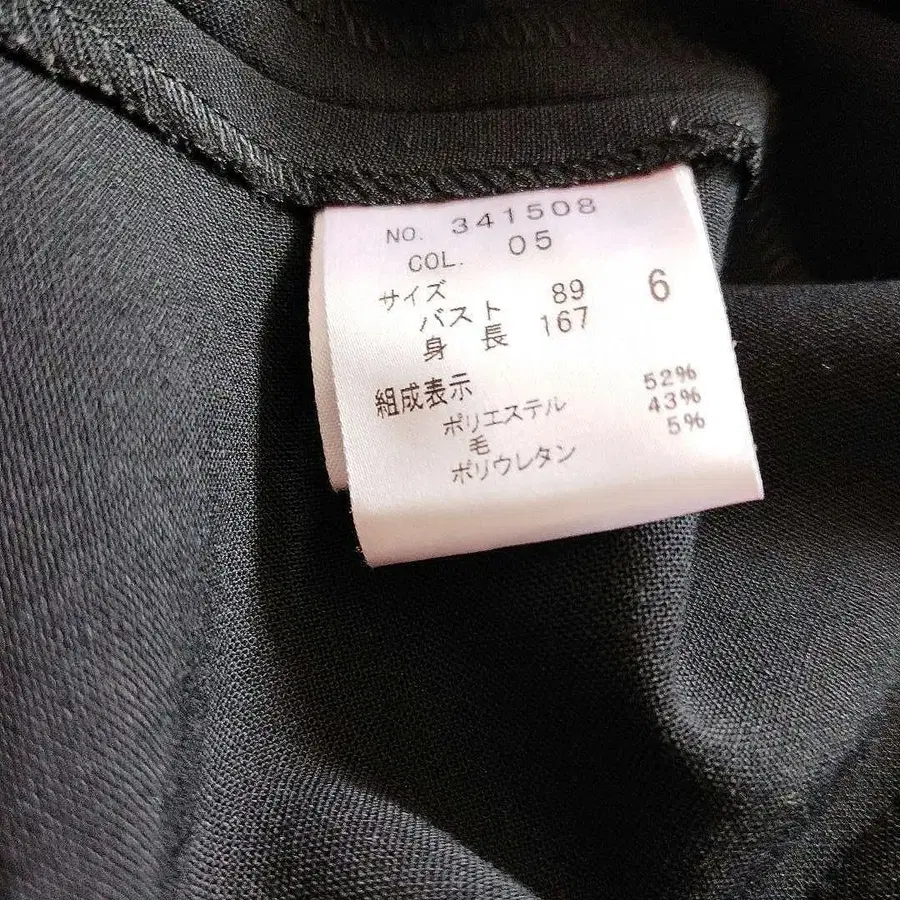 NO. 341508
COL. 05
サイズ 6
バスト 89
身長 167
組成表示
ポリエステル 52%
毛 43%
ポリウレタン 5%